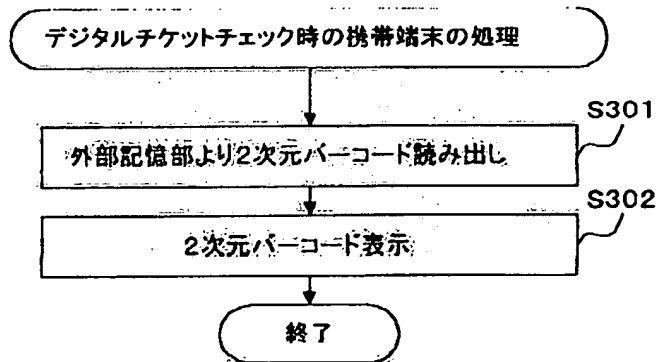 デジタルチケットチェック時の携帯端末の処理
S301
外部記憶部より2次元バーコード読み出し
S302
2次元バーコード表示
終了